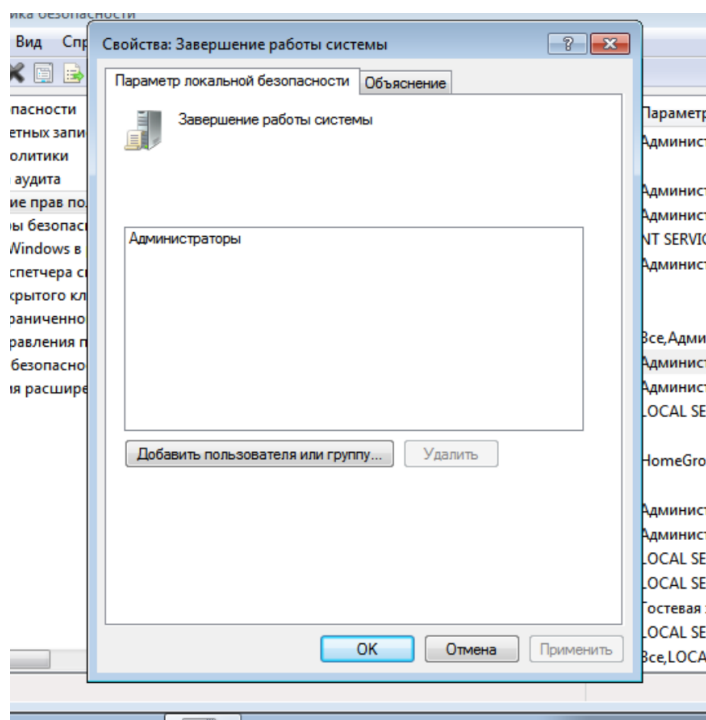 ика безопасности
Вид Спр
Свойства: Завершение работы системы
Параметр локальной безопасности
Объяснение
Завершение работы системы
Администраторы
Добавить пользователя или группу...
Удалить
OK
Отмена
Применить
пасности
етных запи
олитики
аудита
ие прав по
ы безопас
Windows в
спетчера с
крытого кл
раниченно
равления п
безопасно
я расшире
Параметр
Админист
Админист
Админист
NT SERVIC
Админист
Все,Адми
Админист
Админист
LOCAL SE
HomeGro
Админист
Админист
LOCAL SE
LOCAL SE
Гостевая
LOCAL SE
Все,LOCA